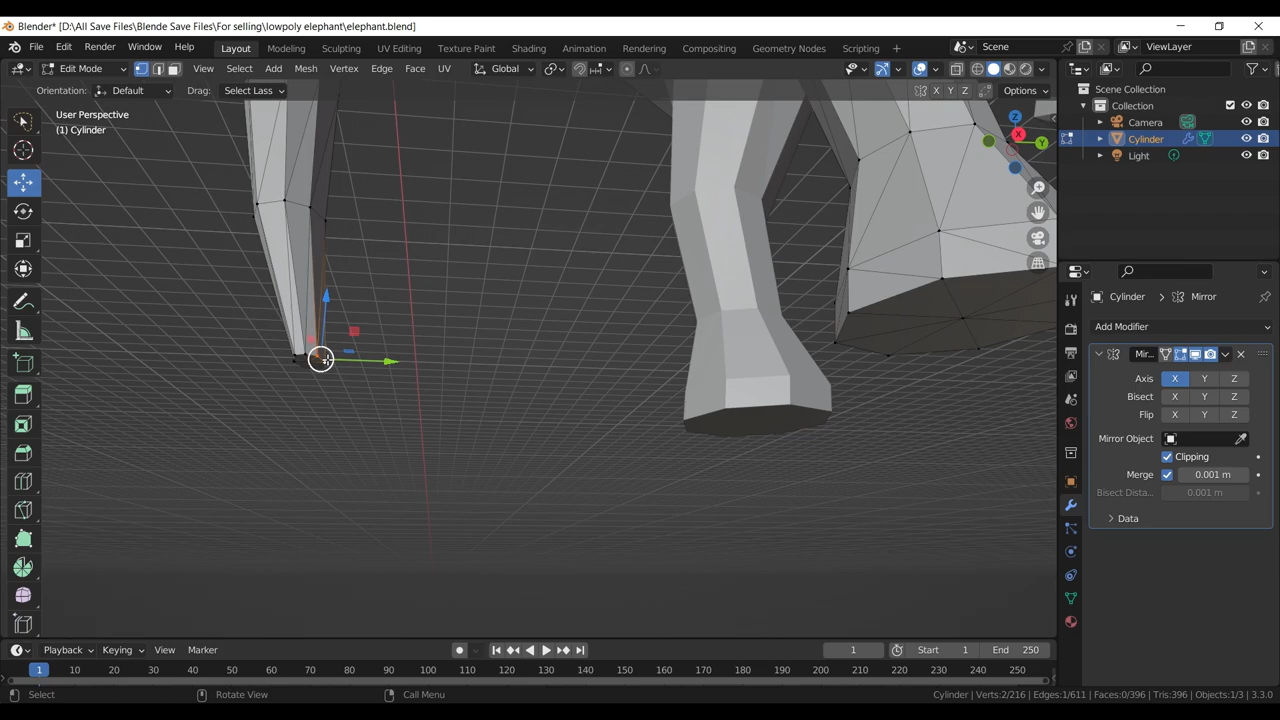 Blender* [D:\All Save Files\Blende Save Files\For selling\lowpoly elephant\elephant.blend]
File Edit Render Window Help Layout Modeling Sculpting UV Editing Texture Paint Shading Animation Rendering Compositing Geometry Nodes Scripting + Scene ViewLayer
Edit Mode View Select Add Mesh Vertex Edge Face UV Global
Orientation: Default Drag: Select Lasso X Y Z Options
User Perspective
(1) Cylinder
Z
X
Y
Scene Collection
Collection
Camera
Cylinder
Light
Cylinder > Mirror
Add Modifier
Mir...
Axis X Y Z
Bisect X Y Z
Flip X Y Z
Mirror Object
Clipping
Merge 0.001 m
Bisect Dista... 0.001 m
Data
Playback Keying View Marker 1 Start 1 End 250
1 10 20 30 40 50 60 70 80 90 100 110 120 130 140 150 160 170 180 190 200 210 220 230 240 250
Select Rotate View Call Menu Cylinder | Verts:2/216 | Edges:1/611 | Faces:0/396 | Tris:396 | Objects:1/3 | 3.3.0